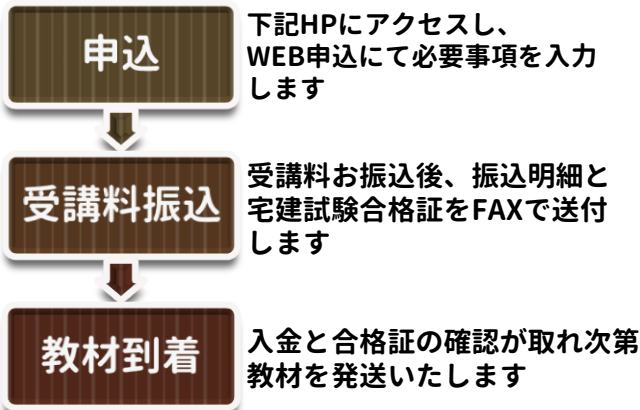 申込
下記HPにアクセスし、
WEB申込にて必要事項を入力
します
受講料振込
受講料お振込後、振込明細と
宅建試験合格証をFAXで送付
します
教材到着
入金と合格証の確認が取れ次第
教材を発送いたします